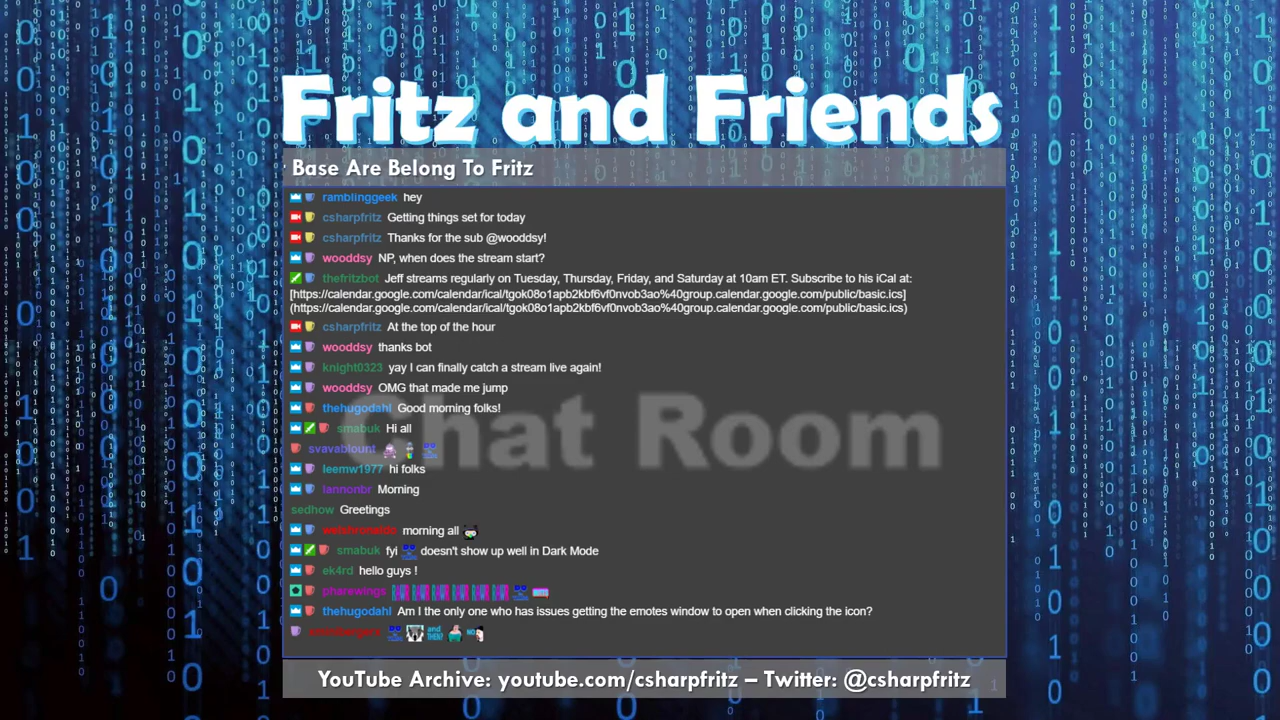 Fritz and Friends
Base Are Belong To Fritz
ramblinggeek hey
csharpfritz Getting things set for today
csharpfritz Thanks for the sub @wooddsy!
wooddsy NP, when does the stream start?
thefritzbot Jeff streams regularly on Tuesday, Thursday, Friday, and Saturday at 10am ET. Subscribe to his iCal at:
[https://calendar.google.com/calendar/ical/tgok08o1apb2kbf6vf0nvob3ao%40group.calendar.google.com/public/basic.ics]
(https://calendar.google.com/calendar/ical/tgok08o1apb2kbf6vf0nvob3ao%40group.calendar.google.com/public/basic.ics)
csharpfritz At the top of the hour
wooddsy thanks bot
knight0323 yay I can finally catch a stream live again!
wooddsy OMG that made me jump
thehugodahl Good morning folks!
Chat Room
smabuk Hi all
svavablount
leemw1977 hi folks
lannonbr Morning
sedhow Greetings
morning all
smabuk fyi doesn't show up well in Dark Mode
ek4rd hello guys !
pharewings
thehugodahl Am I the only one who has issues getting the emotes window to open when clicking the icon?
and THEN? NO
YouTube Archive: youtube.com/csharpfritz – Twitter: @csharpfritz